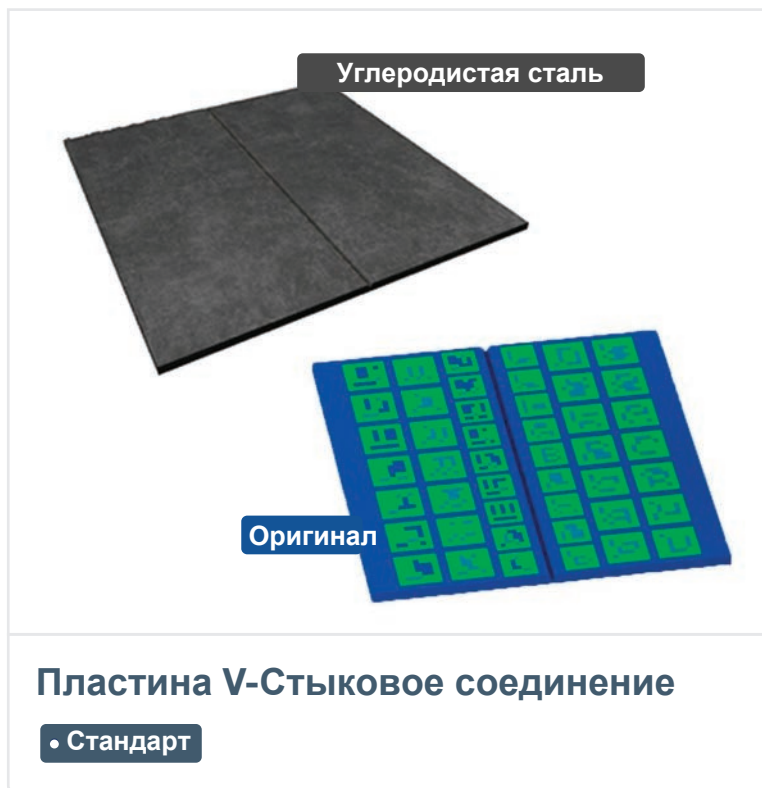 Углеродистая сталь
Оригинал
Пластина V-Стыковое соединение
• Стандарт